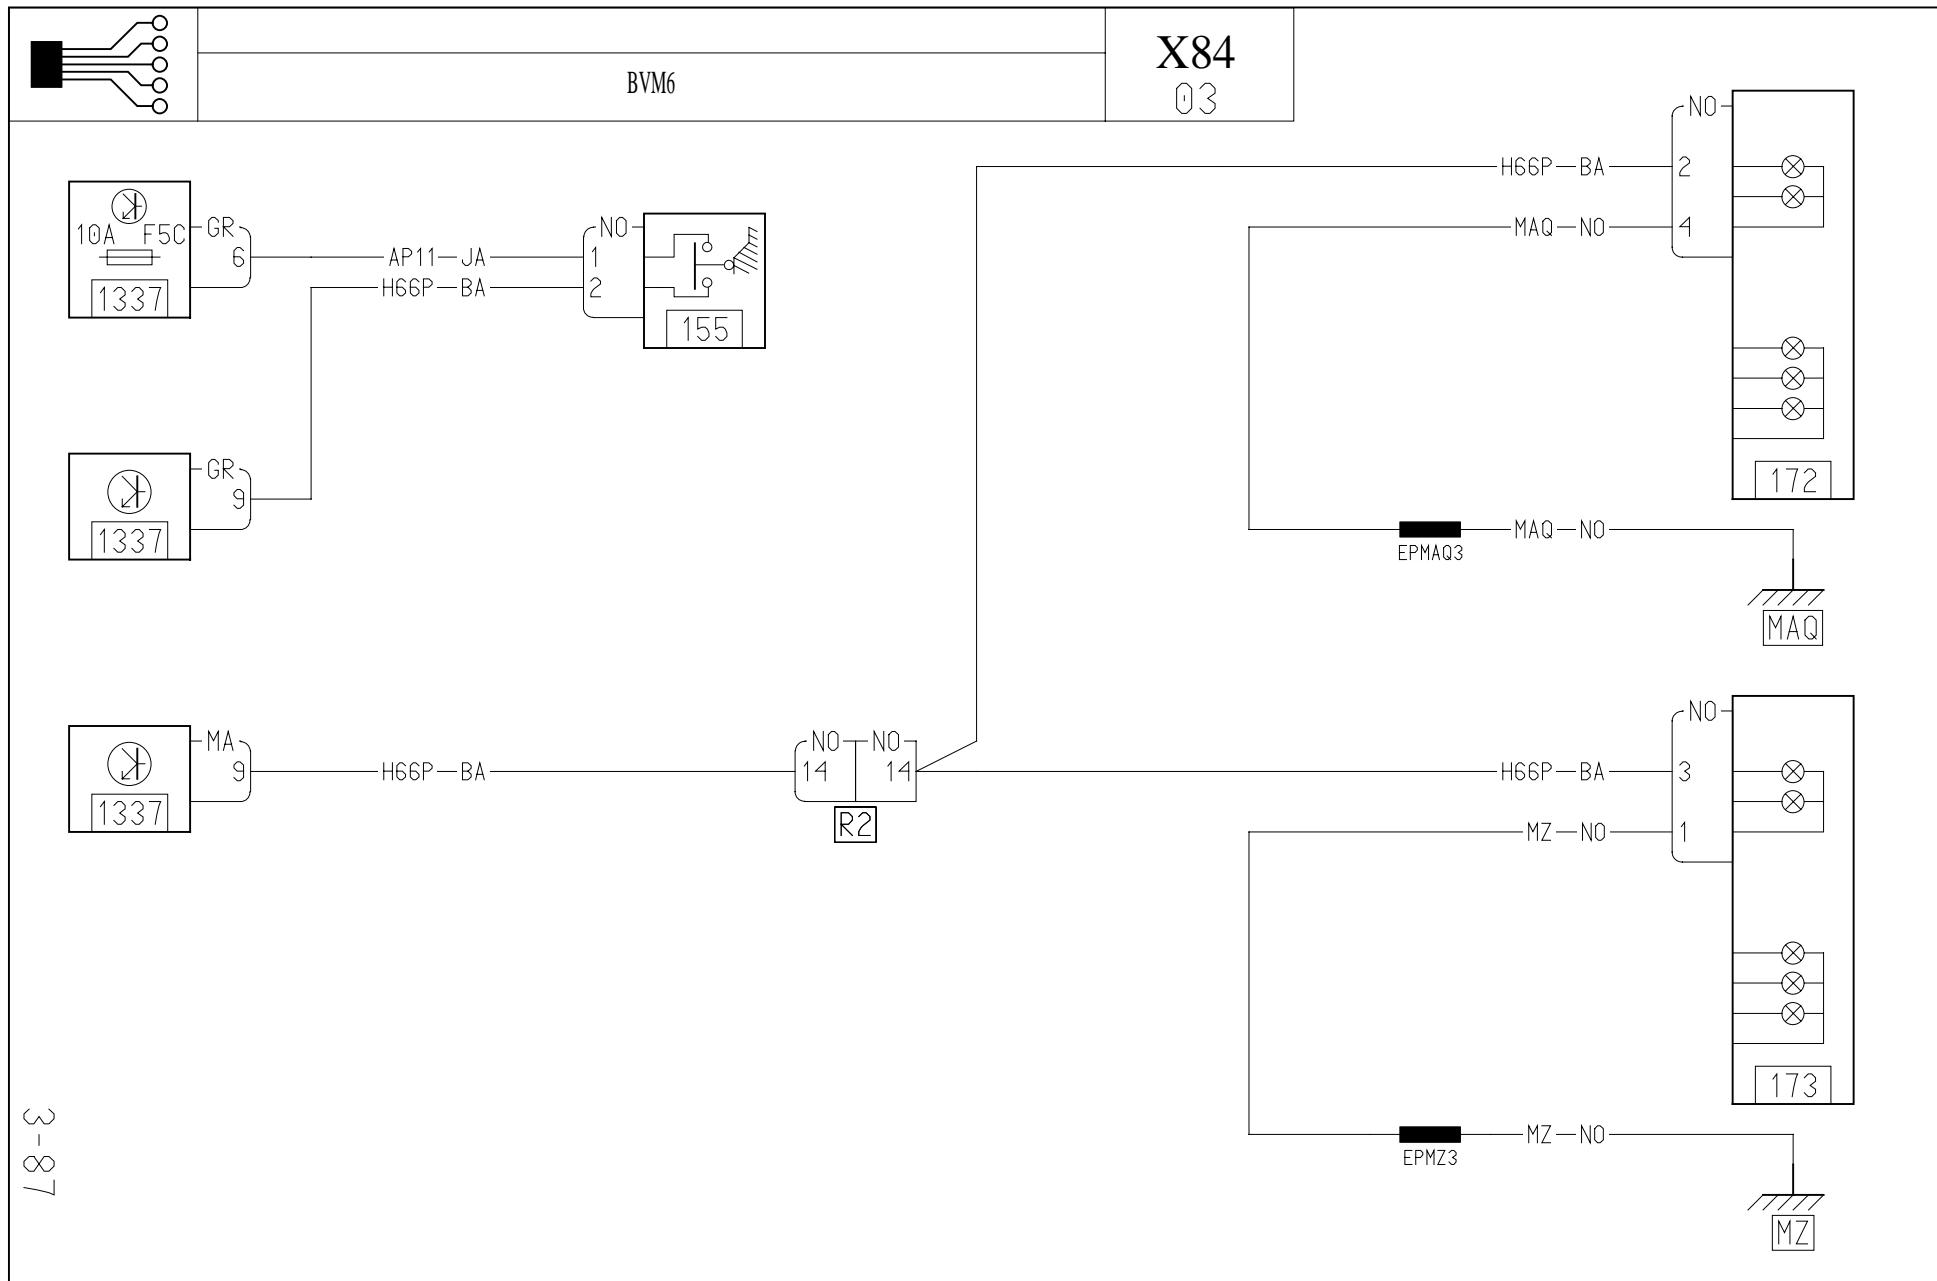 X84
BVM6
03
NO
H66P BA 2
10A F5C GR
6
AP11 JA
H66P BA
NO
1
2
MAQ NO 4
1337
155
GR
9
1337
172
MAQ NO
EPMAQ3
MAQ
MA
9
H66P BA
NO NO
14 14
NO
H66P BA 3
1337
R2
MZ NO 1
173
3-87
MZ NO
EPMZ3
MZ